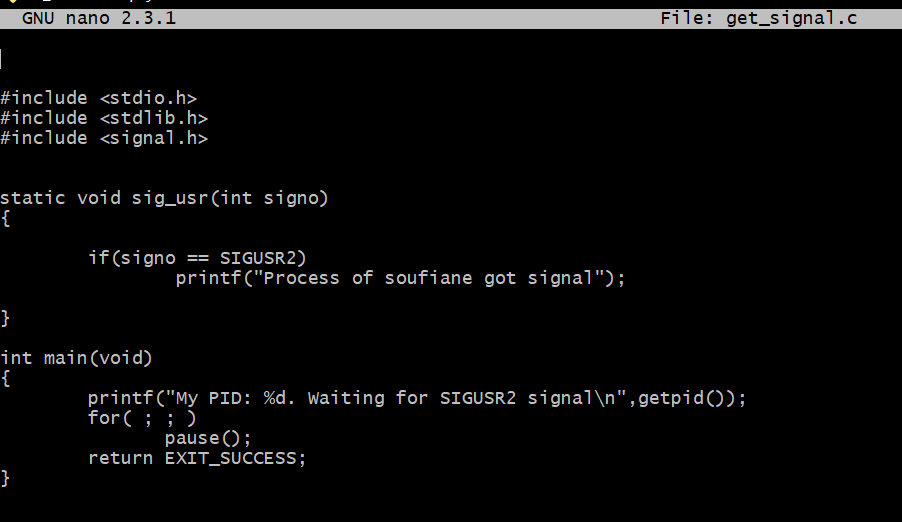 GNU nano 2.3.1 File: get_signal.c
#include <stdio.h>
#include <stdlib.h>
#include <signal.h>
static void sig_usr(int signo)
{
if(signo == SIGUSR2)
printf("Process of soufiane got signal");
}
int main(void)
{
printf("My PID: %d. Waiting for SIGUSR2 signal\n",getpid());
for( ; ; )
pause();
return EXIT_SUCCESS;
}